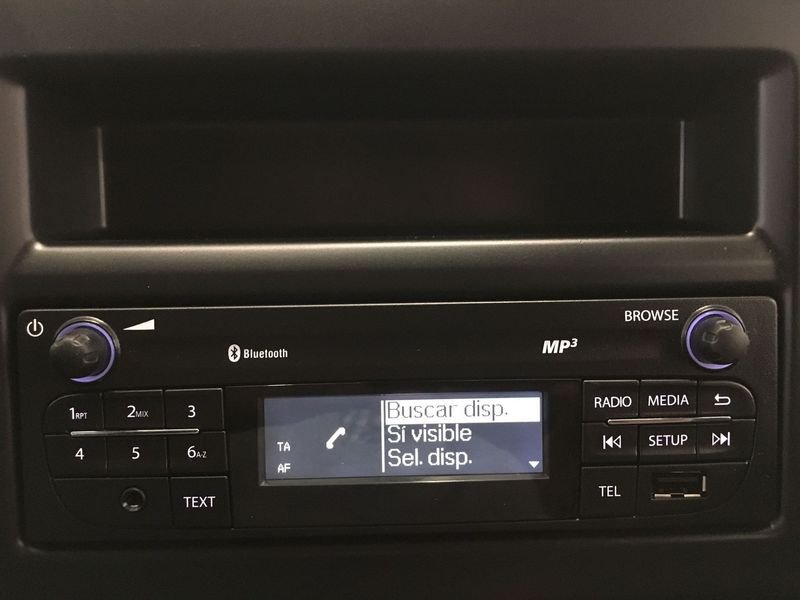 BROWSE
Bluetooth
MP3
1RPT
2MIX
3
4
5
6A-Z
TEXT
TA
AF
Buscar disp.
Sí visible
Sel. disp.
RADIO
MEDIA
SETUP
TEL